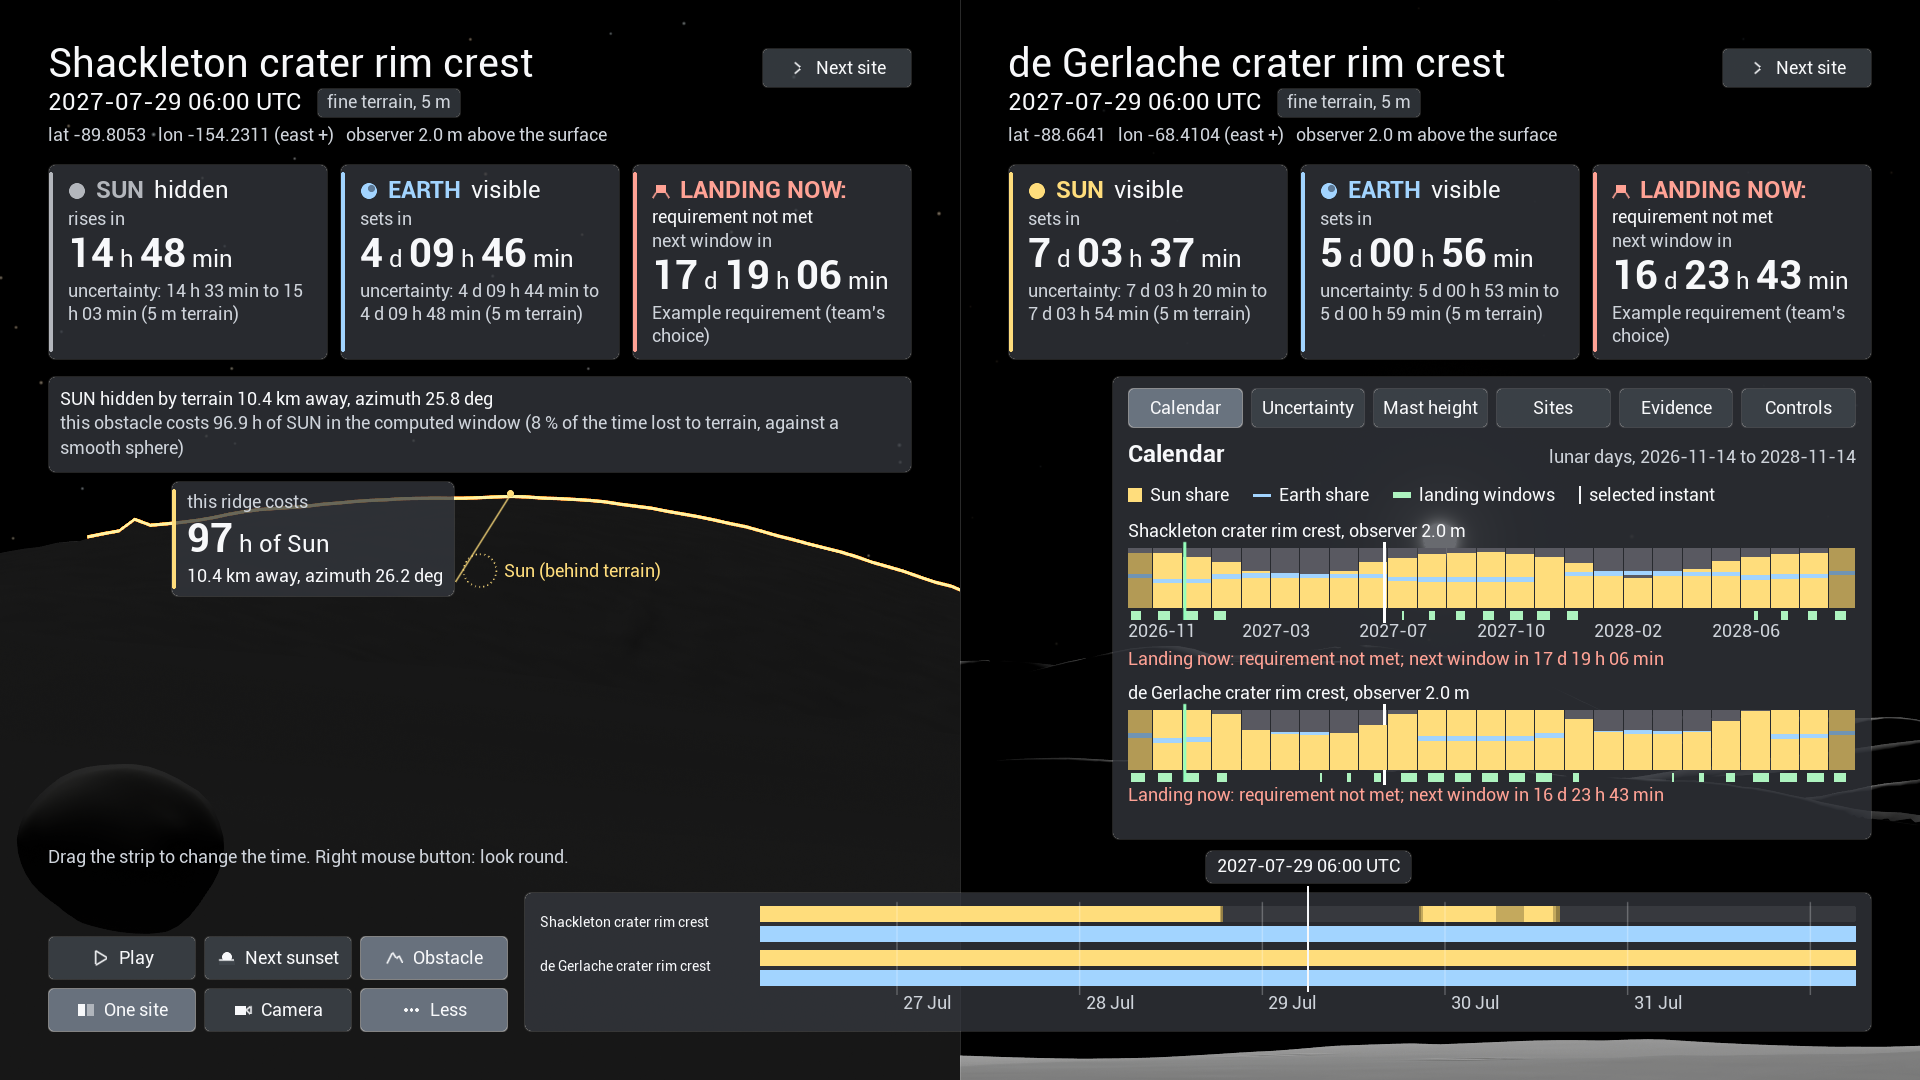 Shackleton crater rim crest
Next site
2027-07-29 06:00 UTC
fine terrain, 5 m
lat -89.8053 lon -154.2311 (east +) observer 2.0 m above the surface
SUN hidden
rises in
14 h 48 min
uncertainty: 14 h 33 min to 15
h 03 min (5 m terrain)
EARTH visible
sets in
4 d 09 h 46 min
uncertainty: 4 d 09 h 44 min to
4 d 09 h 48 min (5 m terrain)
LANDING NOW:
requirement not met
next window in
17 d 19 h 06 min
Example requirement (team's
choice)
SUN hidden by terrain 10.4 km away, azimuth 25.8 deg
this obstacle costs 96.9 h of SUN in the computed window (8 % of the time lost to terrain, against a
smooth sphere)
this ridge costs
97 h of Sun
10.4 km away, azimuth 26.2 deg
Sun (behind terrain)
de Gerlache crater rim crest
Next site
2027-07-29 06:00 UTC
fine terrain, 5 m
lat -88.6641 lon -68.4104 (east +) observer 2.0 m above the surface
SUN visible
sets in
7 d 03 h 37 min
uncertainty: 7 d 03 h 20 min to
7 d 03 h 54 min (5 m terrain)
EARTH visible
sets in
5 d 00 h 56 min
uncertainty: 5 d 00 h 53 min to
5 d 00 h 59 min (5 m terrain)
LANDING NOW:
requirement not met
next window in
16 d 23 h 43 min
Example requirement (team's
choice)
Calendar
Uncertainty
Mast height
Sites
Evidence
Controls
Calendar
lunar days, 2026-11-14 to 2028-11-14
Sun share
Earth share
landing windows
selected instant
Shackleton crater rim crest, observer 2.0 m
2026-11
2027-03
2027-07
2027-10
2028-02
2028-06
Landing now: requirement not met; next window in 17 d 19 h 06 min
de Gerlache crater rim crest, observer 2.0 m
Landing now: requirement not met; next window in 16 d 23 h 43 min
Drag the strip to change the time. Right mouse button: look round.
Play
Next sunset
Obstacle
One site
Camera
Less
2027-07-29 06:00 UTC
Shackleton crater rim crest
de Gerlache crater rim crest
27 Jul
28 Jul
29 Jul
30 Jul
31 Jul